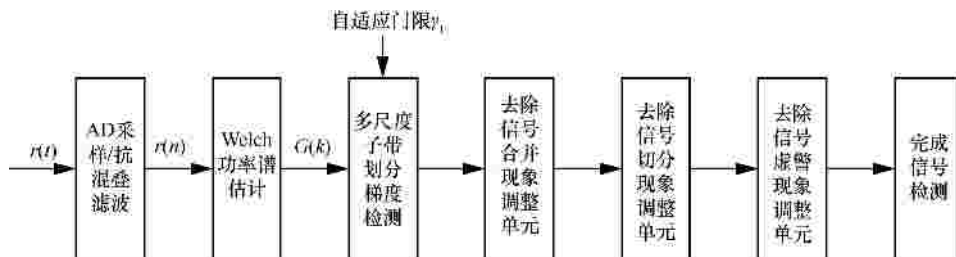 自适应门限γ₁
r(t)
AD采
样/抗
混叠
滤波
r(n)
Welch
功率谱
估计
G(k)
多尺度
子带
划分
梯度
检测
去除
信号
合并
现象
调整
单元
去除
信号
切分
现象
调整
单元
去除
信号
虚警
现象
调整
单元
完成
信号
检测